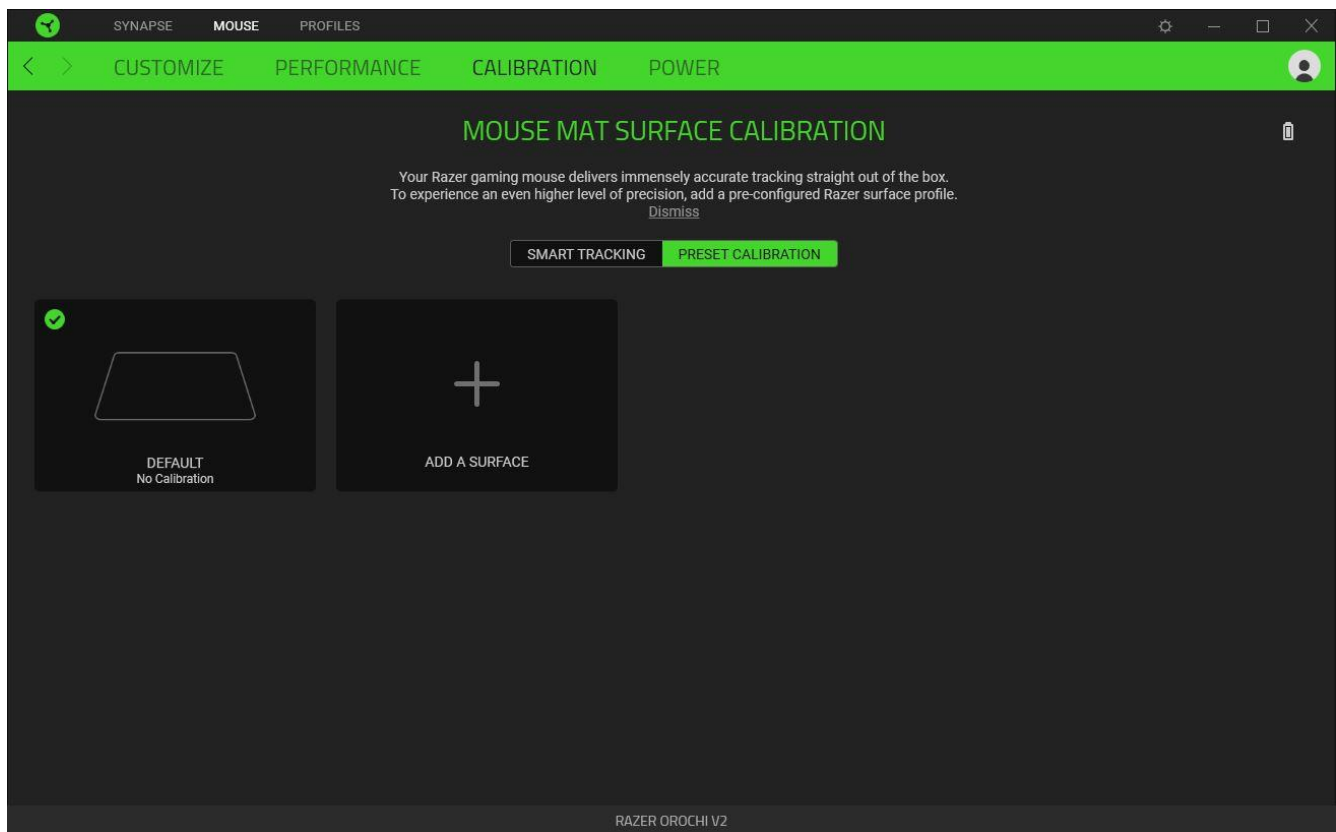 SYNAPSE MOUSE PROFILES
CUSTOMIZE PERFORMANCE CALIBRATION POWER
MOUSE MAT SURFACE CALIBRATION
Your Razer gaming mouse delivers immensely accurate tracking straight out of the box.
To experience an even higher level of precision, add a pre-configured Razer surface profile.
Dismiss
SMART TRACKING PRESET CALIBRATION
DEFAULT
No Calibration
ADD A SURFACE
RAZER OROCHI V2